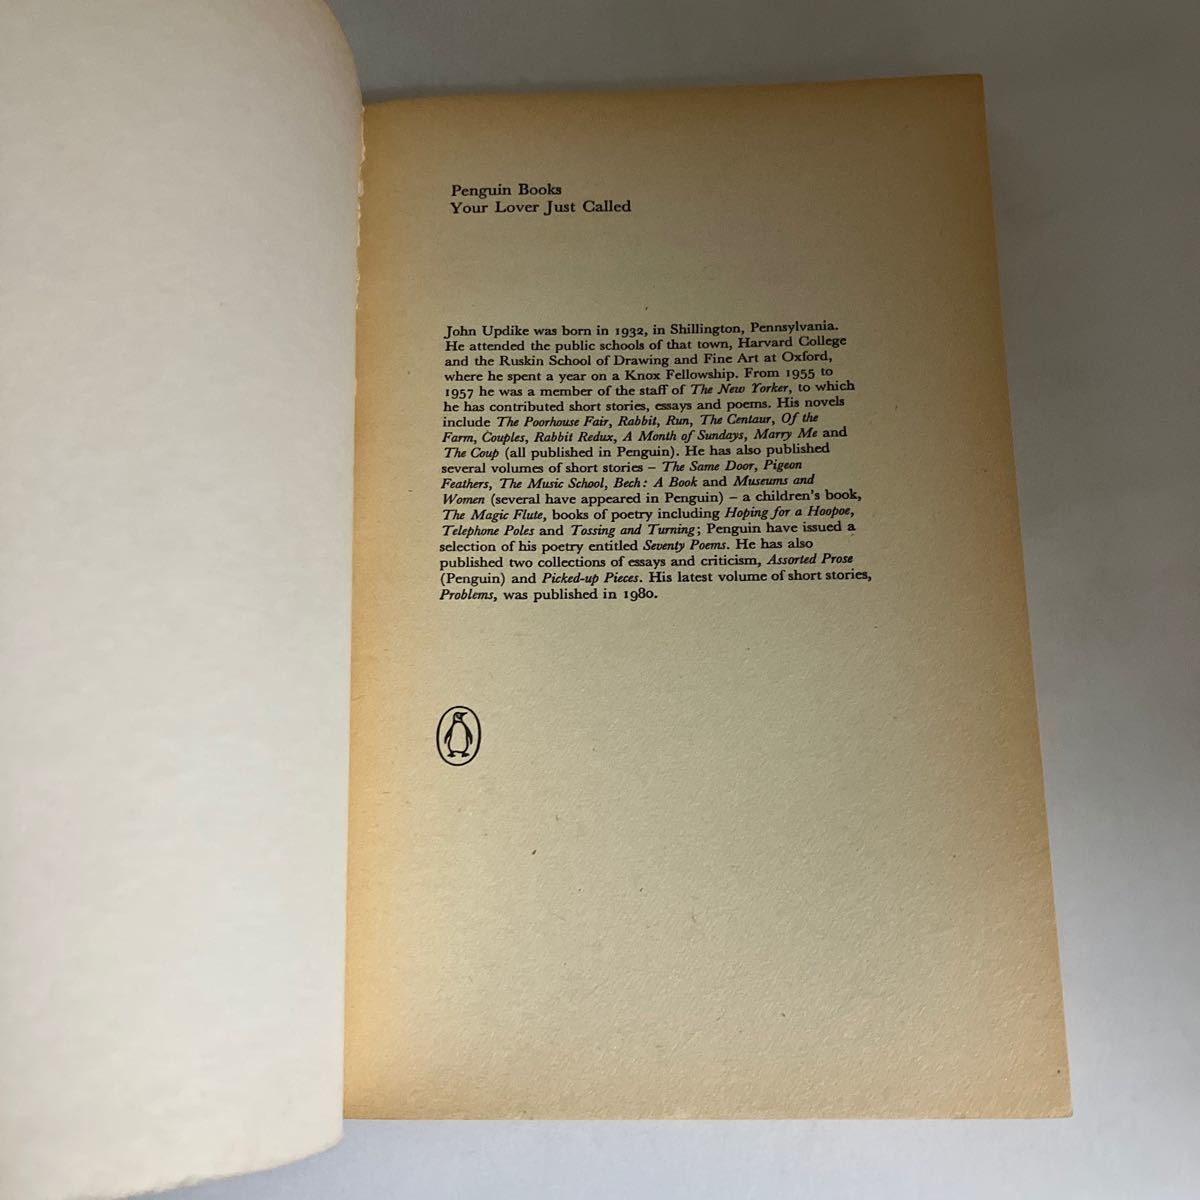 Penguin Books
Your Lover Just Called
John Updike was born in 1932, in Shillington, Pennsylvania.
He attended the public schools of that town, Harvard College
and the Ruskin School of Drawing and Fine Art at Oxford,
where he spent a year on a Knox Fellowship. From 1955 to
1957 he was a member of the staff of The New Yorker, to which
he has contributed short stories, essays and poems. His novels
include The Poorhouse Fair, Rabbit, Run, The Centaur, Of the
Farm, Couples, Rabbit Redux, A Month of Sundays, Marry Me and
The Coup (all published in Penguin). He has also published
several volumes of short stories – The Same Door, Pigeon
Feathers, The Music School, Bech: A Book and Museums and
Women (several have appeared in Penguin) – a children's book,
The Magic Flute, books of poetry including Hoping for a Hoopoe,
Telephone Poles and Tossing and Turning; Penguin have issued a
selection of his poetry entitled Seventy Poems. He has also
published two collections of essays and criticism, Assorted Prose
(Penguin) and Picked-up Pieces. His latest volume of short stories,
Problems, was published in 1980.